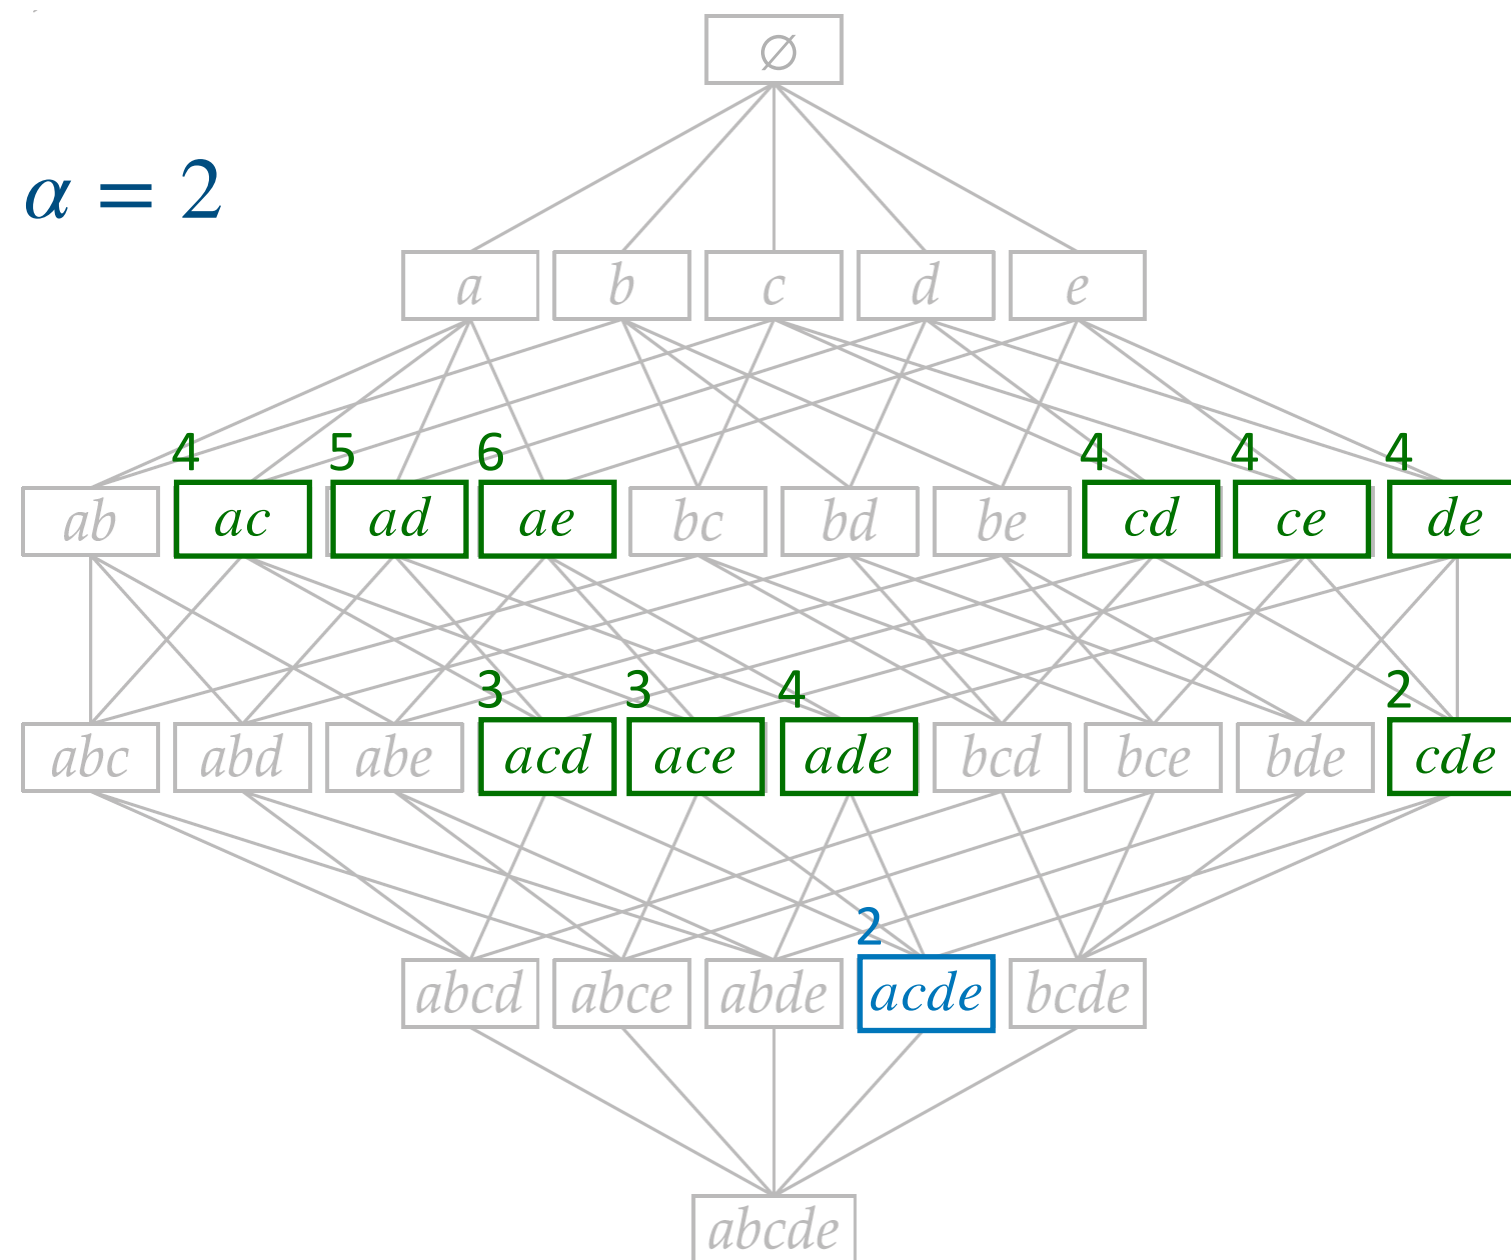 ∅
α = 2
a b c d e
4 5 6 4 4 4
ab ac ad ae bc bd be cd ce de
3 3 4 2
abc abd abe acd ace ade bcd bce bde cde
2
abcd abce abde acde bcde
abcde